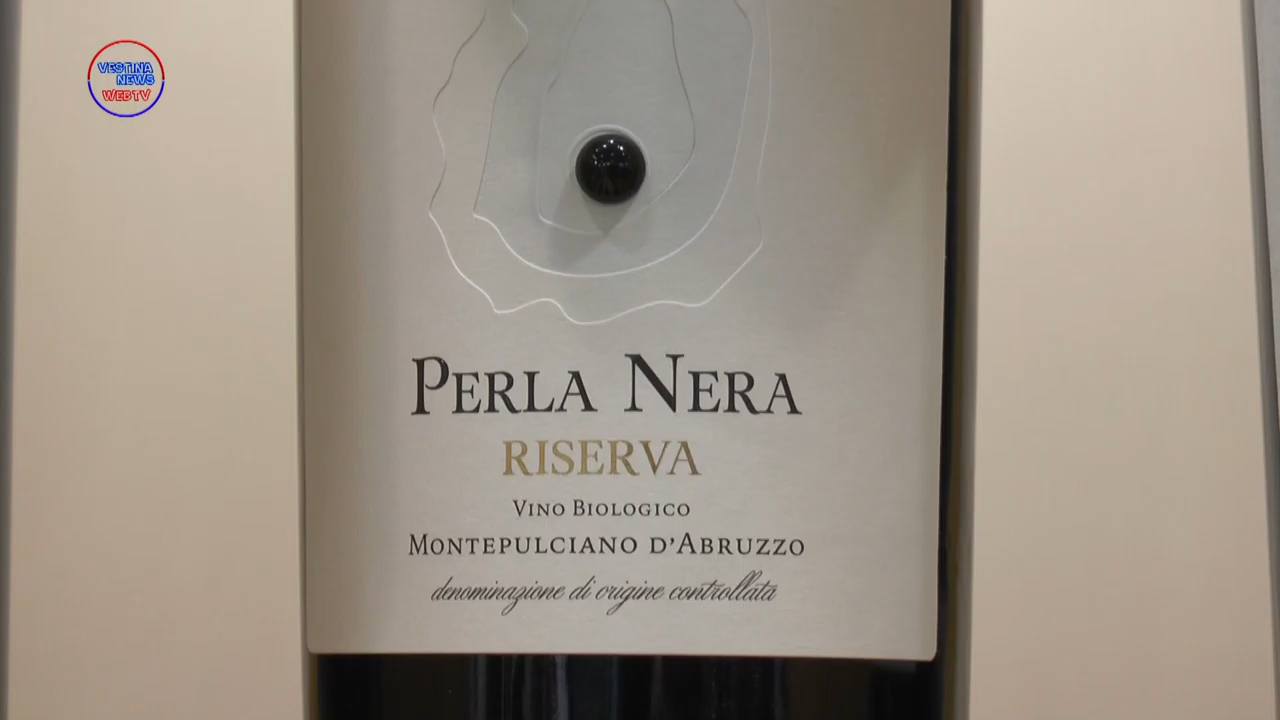 VESTINA
NEWS
WEBTV
PERLA NERA
RISERVA
VINO BIOLOGICO
MONTEPULCIANO D'ABRUZZO
denominazione di origine controllata